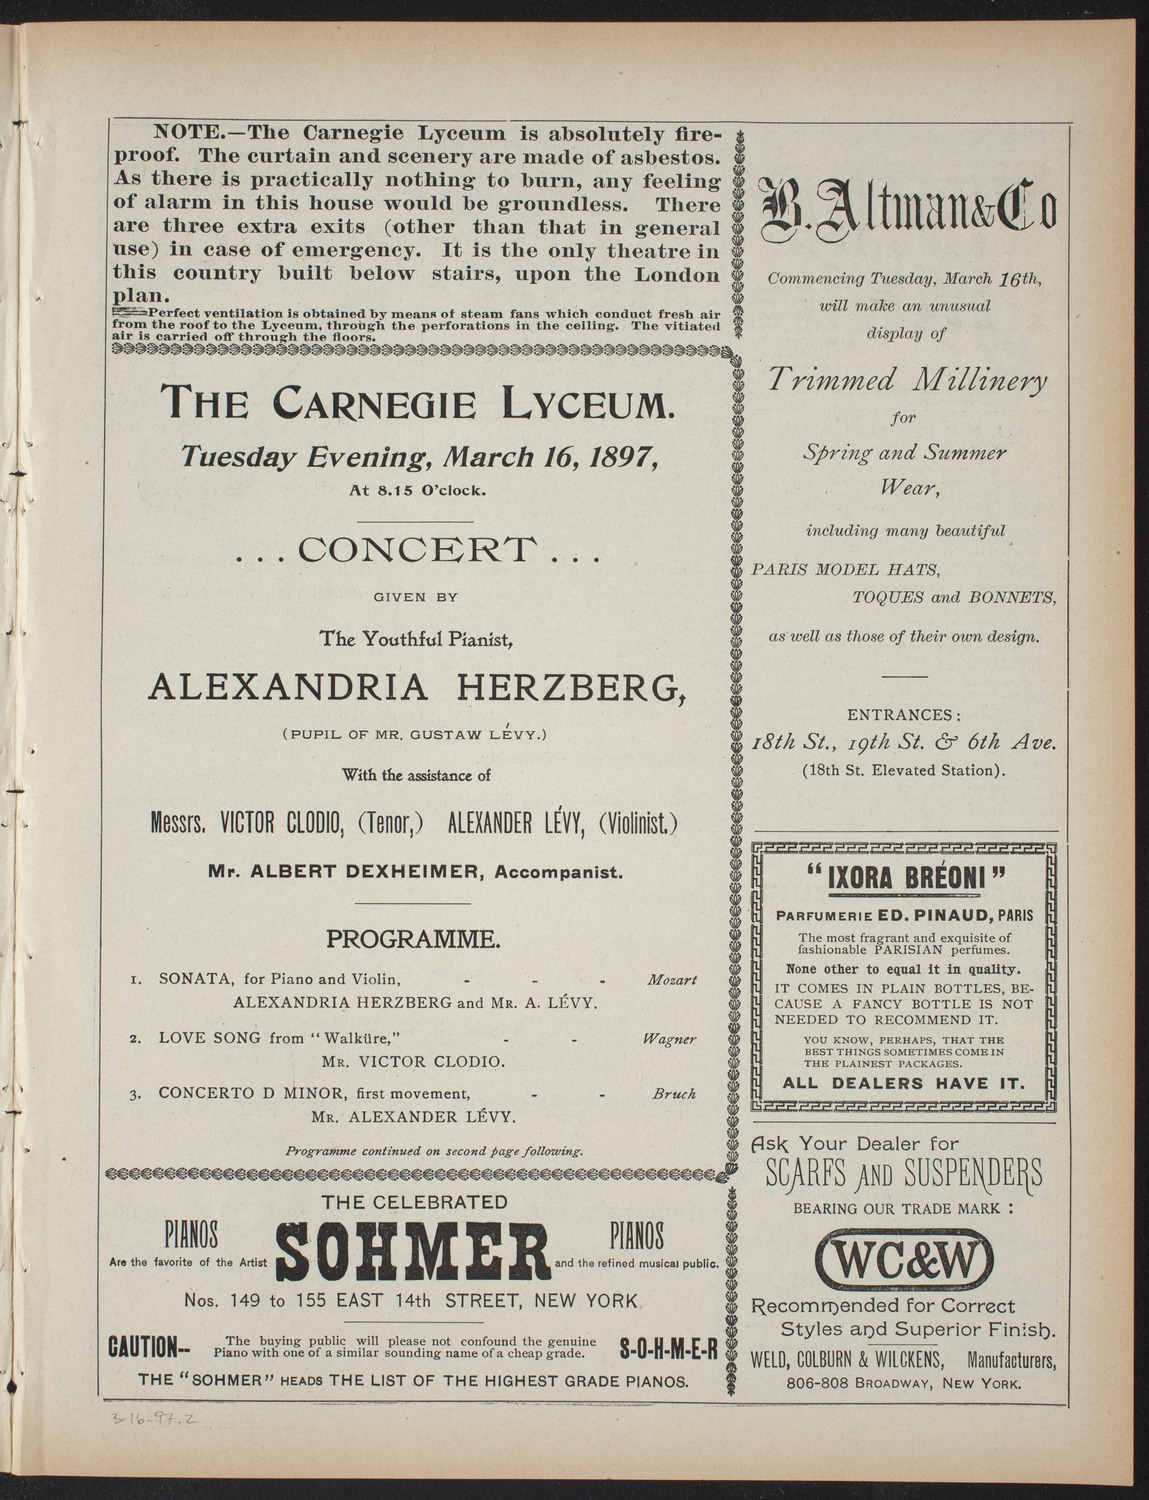 NOTE.—The Carnegie Lyceum is absolutely fire-
proof. The curtain and scenery are made of asbestos.
As there is practically nothing to burn, any feeling
of alarm in this house would be groundless. There
are three extra exits (other than that in general
use) in case of emergency. It is the only theatre in
this country built below stairs, upon the London
plan.
Perfect ventilation is obtained by means of steam fans which conduct fresh air
from the roof to the Lyceum, through the perforations in the ceiling. The vitiated
air is carried off through the floors.
THE CARNEGIE LYCEUM.
Tuesday Evening, March 16, 1897,
At 8.15 O'clock.
... CONCERT ...
GIVEN BY
The Youthful Pianist,
ALEXANDRIA HERZBERG,
(PUPIL OF MR. GUSTAW LÉVY.)
With the assistance of
Messrs. VICTOR CLODIO, (Tenor,) ALEXANDER LÉVY, (Violinist.)
Mr. ALBERT DEXHEIMER, Accompanist.
PROGRAMME.
1. SONATA, for Piano and Violin, - - - Mozart
ALEXANDRIA HERZBERG and MR. A. LÉVY.
2. LOVE SONG from "Walküre," - - Wagner
MR. VICTOR CLODIO.
3. CONCERTO D MINOR, first movement, - - Bruch
MR. ALEXANDER LÉVY.
Programme continued on second page following.
THE CELEBRATED
PIANOS SOHMER PIANOS
Are the favorite of the Artist and the refined musical public.
Nos. 149 to 155 EAST 14th STREET, NEW YORK.
CAUTION-- The buying public will please not confound the genuine S-O-H-M-E-R
Piano with one of a similar sounding name of a cheap grade.
THE "SOHMER" HEADS THE LIST OF THE HIGHEST GRADE PIANOS.
3-16-97.2
B. Altman & Co
Commencing Tuesday, March 16th,
will make an unusual
display of
Trimmed Millinery
for
Spring and Summer
Wear,
including many beautiful
PARIS MODEL HATS,
TOQUES and BONNETS,
as well as those of their own design.
ENTRANCES:
18th St., 19th St. & 6th Ave.
(18th St. Elevated Station).
"IXORA BRÉONI"
PARFUMERIE ED. PINAUD, PARIS
The most fragrant and exquisite of
fashionable PARISIAN perfumes.
None other to equal it in quality.
IT COMES IN PLAIN BOTTLES, BE-
CAUSE A FANCY BOTTLE IS NOT
NEEDED TO RECOMMEND IT.
YOU KNOW, PERHAPS, THAT THE
BEST THINGS SOMETIMES COME IN
THE PLAINEST PACKAGES.
ALL DEALERS HAVE IT.
Ask Your Dealer for
SCARFS AND SUSPENDERS
BEARING OUR TRADE MARK:
WC&W
Recommended for Correct
Styles and Superior Finish.
WELD, COLBURN & WILCKENS, Manufacturers,
806-808 BROADWAY, NEW YORK.